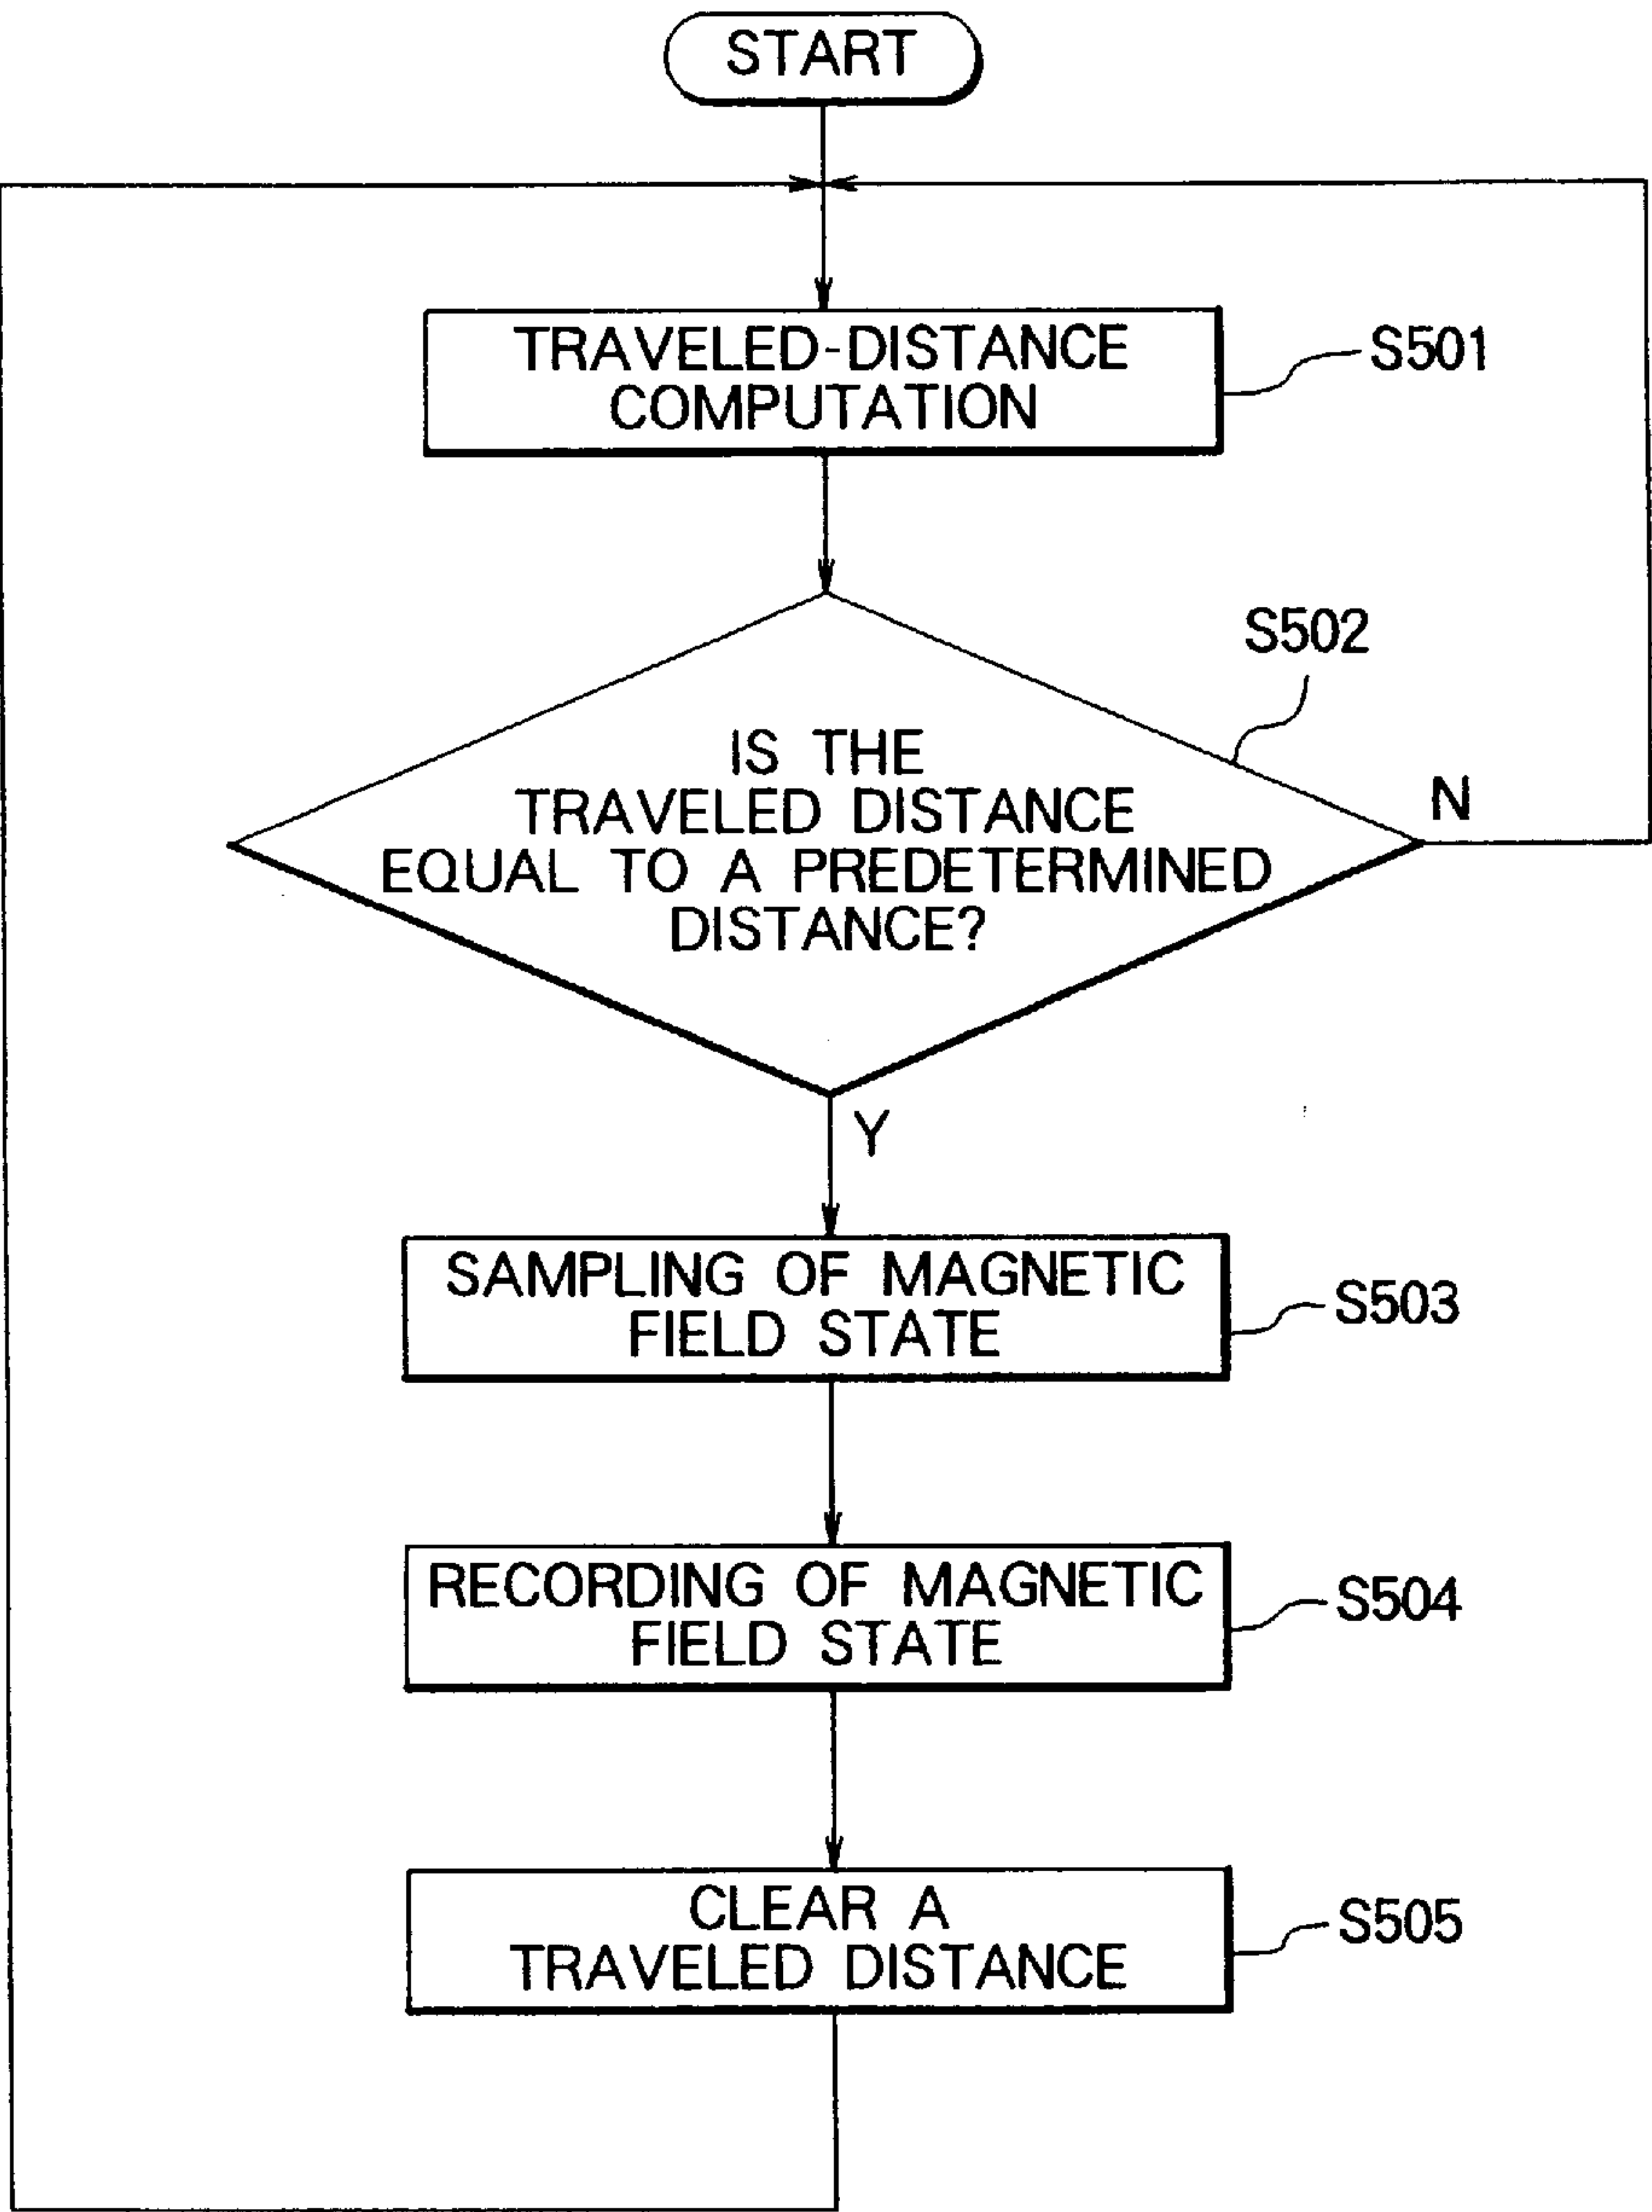 START
TRAVELED-DISTANCE
COMPUTATION
S501
S502
IS THE
TRAVELED DISTANCE
EQUAL TO A PREDETERMINED
DISTANCE?
N
Y
SAMPLING OF MAGNETIC
FIELD STATE
S503
RECORDING OF MAGNETIC
FIELD STATE
S504
CLEAR A
TRAVELED DISTANCE
S505